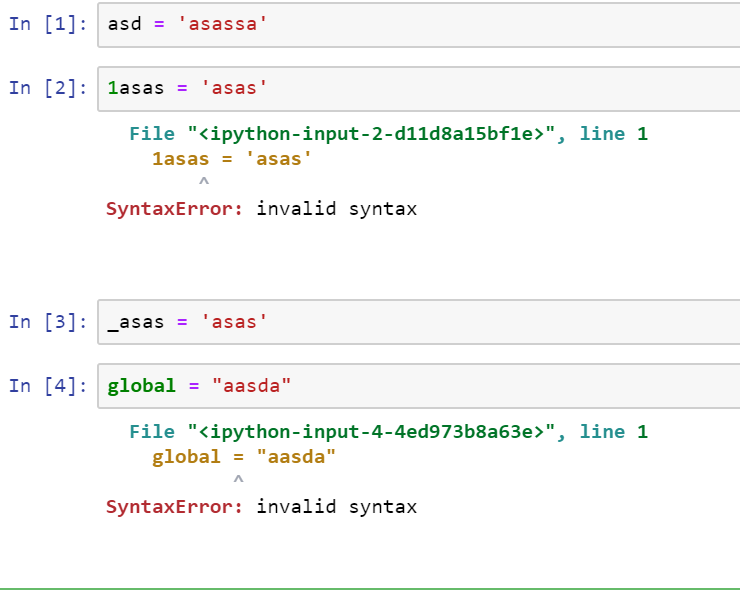 In [1]: asd = 'asassa'
In [2]: 1asas = 'asas'
File "<ipython-input-2-d11d8a15bf1e>", line 1
1asas = 'asas'
^
SyntaxError: invalid syntax
In [3]: _asas = 'asas'
In [4]: global = "aasda"
File "<ipython-input-4-4ed973b8a63e>", line 1
global = "aasda"
^
SyntaxError: invalid syntax